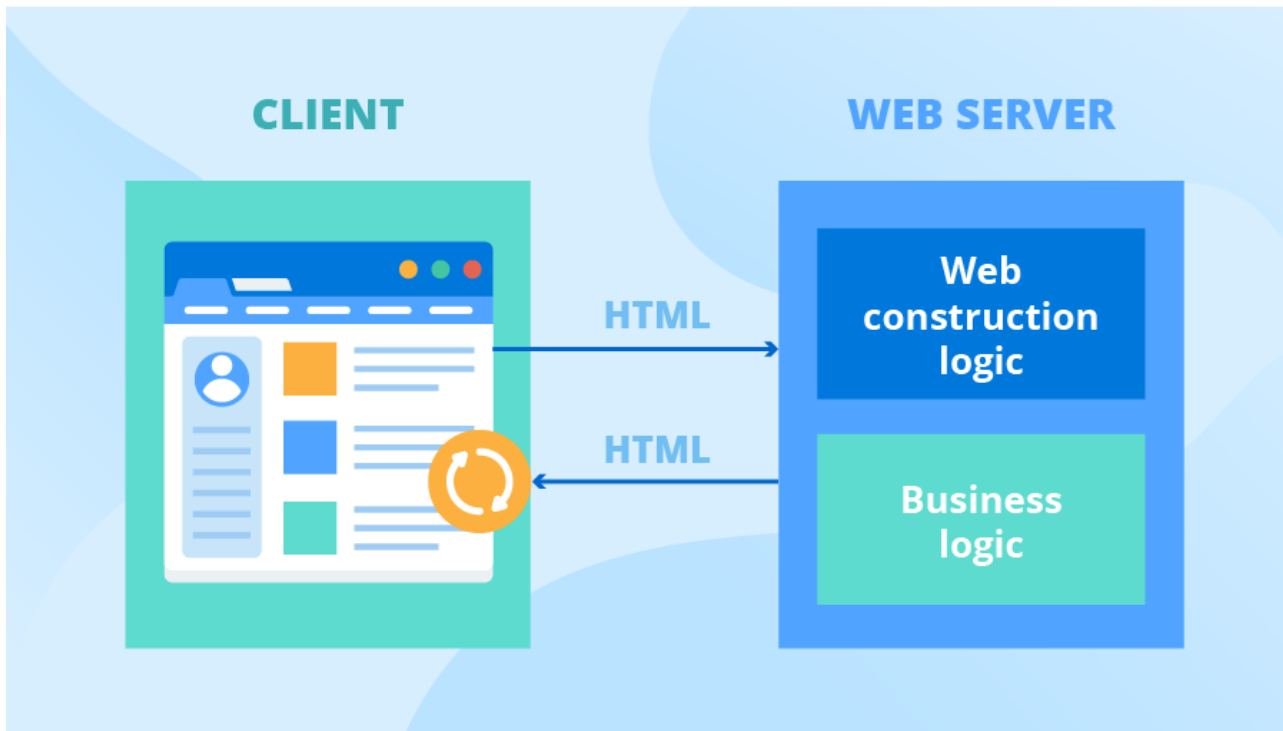 CLIENT
WEB SERVER
HTML
HTML
Web
construction
logic
Business
logic